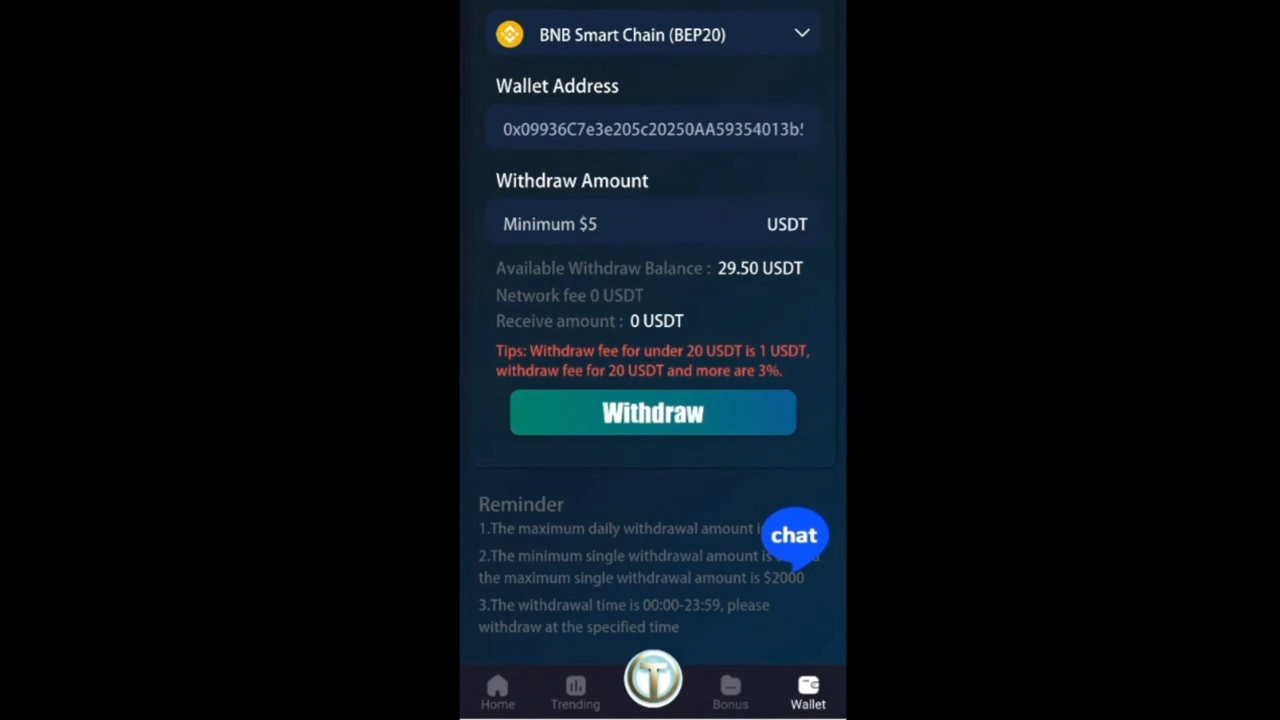 BNB Smart Chain (BEP20)
Wallet Address
0x09936C7e3e205c20250AA59354013b
Withdraw Amount
Minimum $5 USDT
Available Withdraw Balance : 29.50 USDT
Network fee 0 USDT
Receive amount : 0 USDT
Tips: Withdraw fee for under 20 USDT is 1 USDT,
withdraw fee for 20 USDT and more are 3%.
Withdraw
Reminder
1.The maximum daily withdrawal amount
chat
2.The minimum single withdrawal amount is
the maximum single withdrawal amount is $2000
3.The withdrawal time is 00:00-23:59, please
withdraw at the specified time
T
Home Trending Bonus Wallet